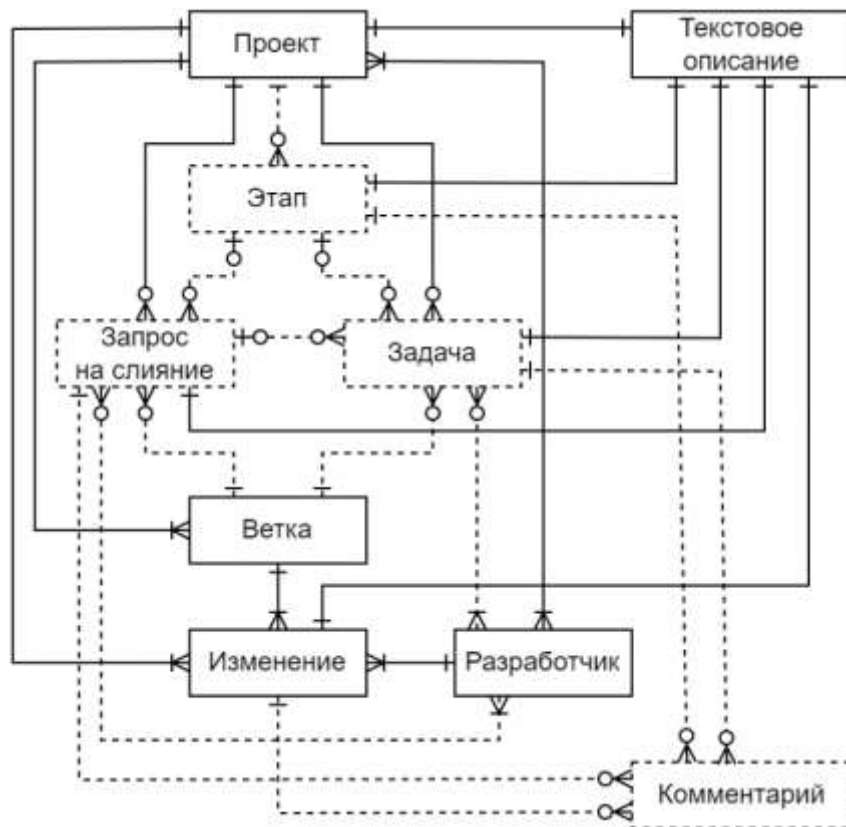 Проект
Текстовое
описание
Этап
Запрос
на слияние
Задача
Ветка
Изменение
Разработчик
Комментарий